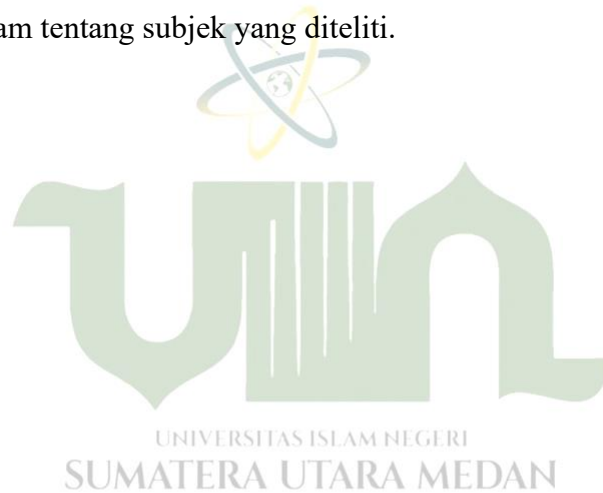 am tentang subjek yang diteliti.
UNIVERSITAS ISLAM NEGERI
SUMATERA UTARA MEDAN